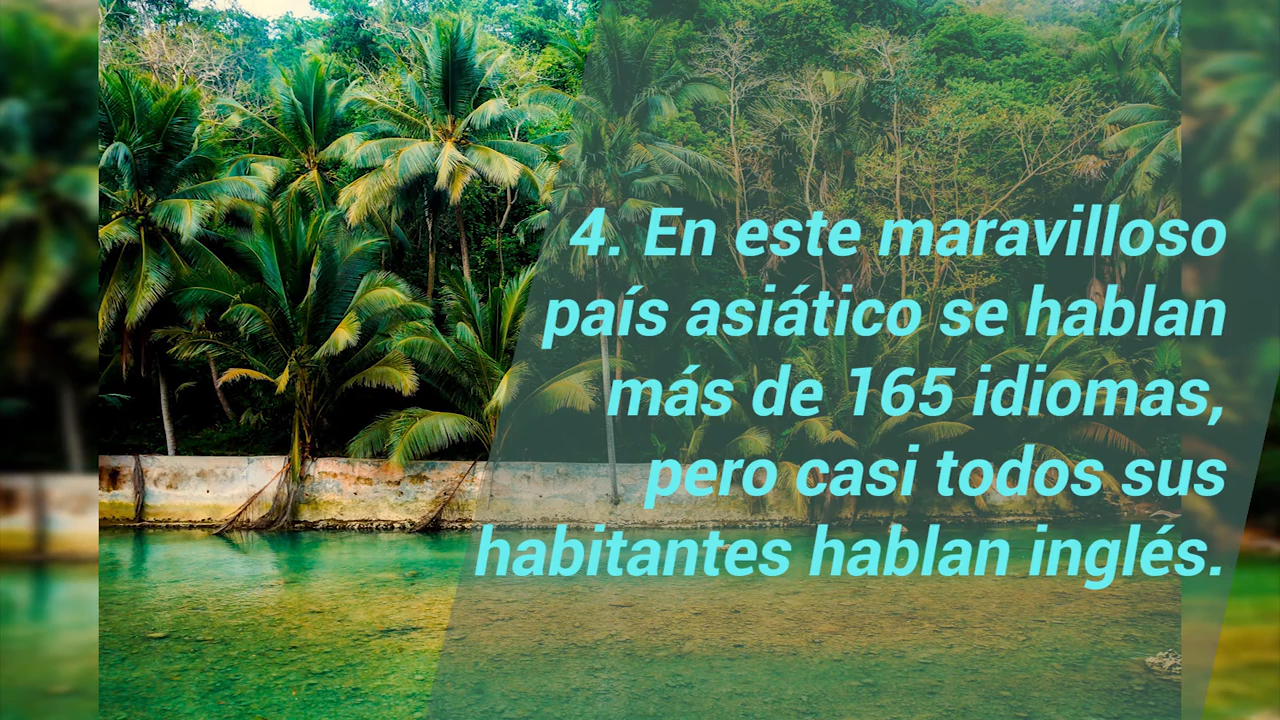 4. En este maravilloso
país asiático se hablan
más de 165 idiomas,
pero casi todos sus
habitantes hablan inglés.